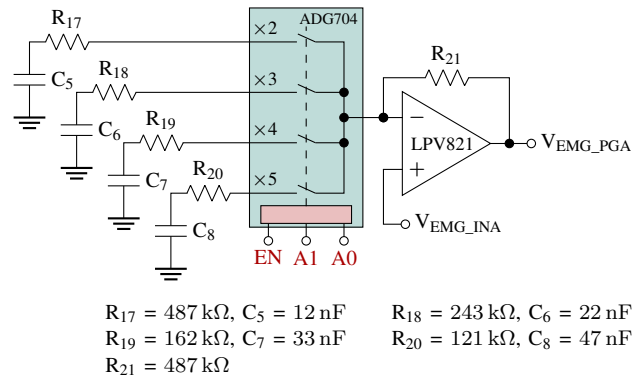 R17
×2
ADG704
C5
R18
×3
R21
C6
R19
×4
−
LPV821
VEMG_PGA
C7
R20
×5
+
C8
VEMG_INA
EN A1 A0
R17 = 487 kΩ, C5 = 12 nF R18 = 243 kΩ, C6 = 22 nF
R19 = 162 kΩ, C7 = 33 nF R20 = 121 kΩ, C8 = 47 nF
R21 = 487 kΩ